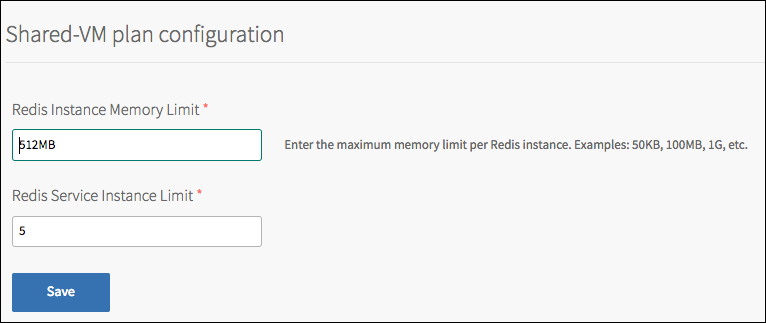 Shared-VM plan configuration
Redis Instance Memory Limit *
512MB
Enter the maximum memory limit per Redis instance. Examples: 50KB, 100MB, 1G, etc.
Redis Service Instance Limit *
5
Save